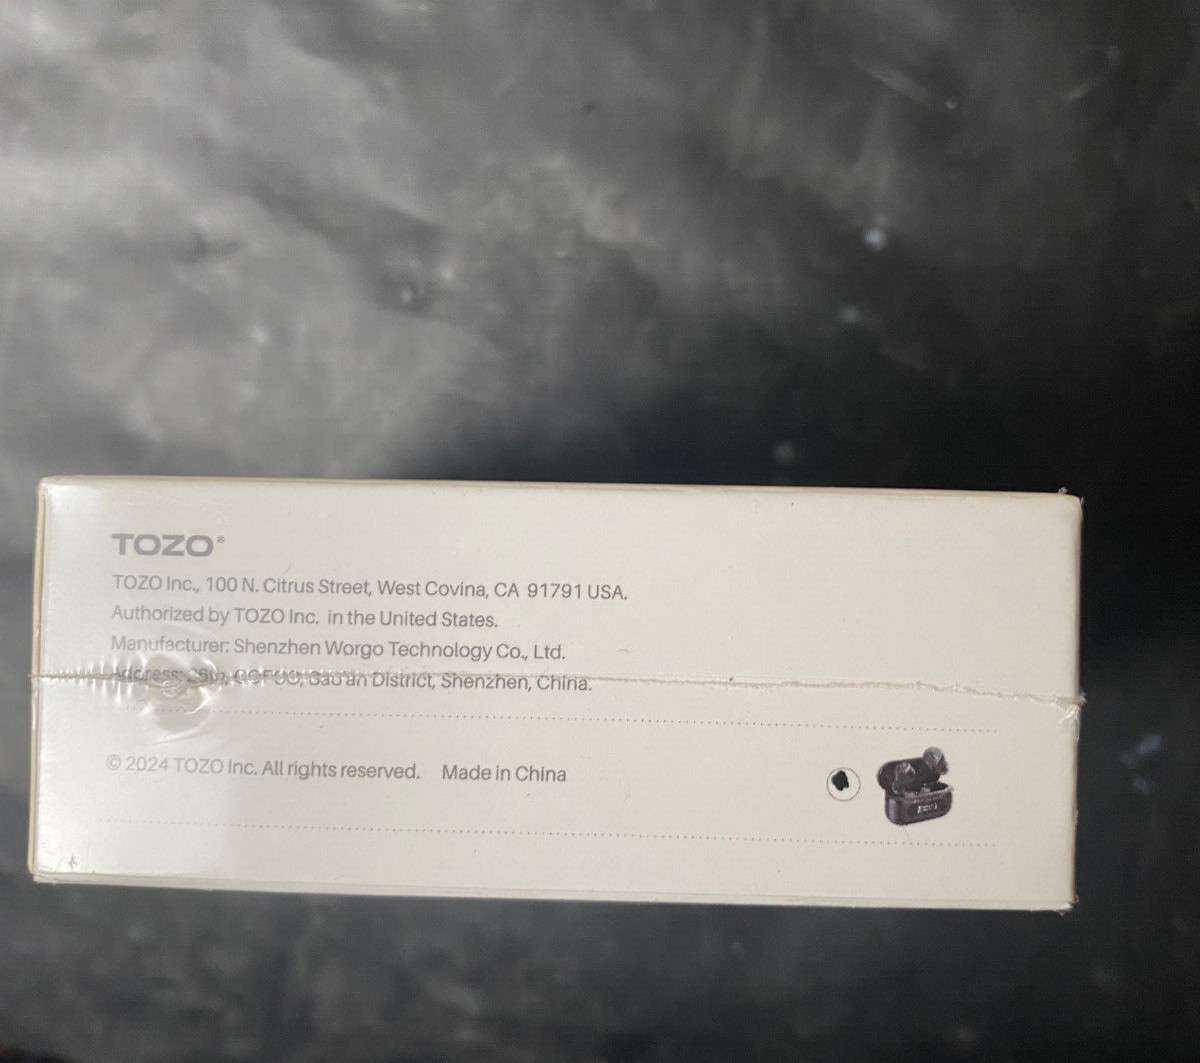 TOZO®
TOZO Inc., 100 N. Citrus Street, West Covina, CA 91791 USA.
Authorized by TOZO Inc. in the United States.
Manufacturer: Shenzhen Worgo Technology Co., Ltd.
Address: District, Shenzhen, China.
© 2024 TOZO Inc. All rights reserved. Made in China